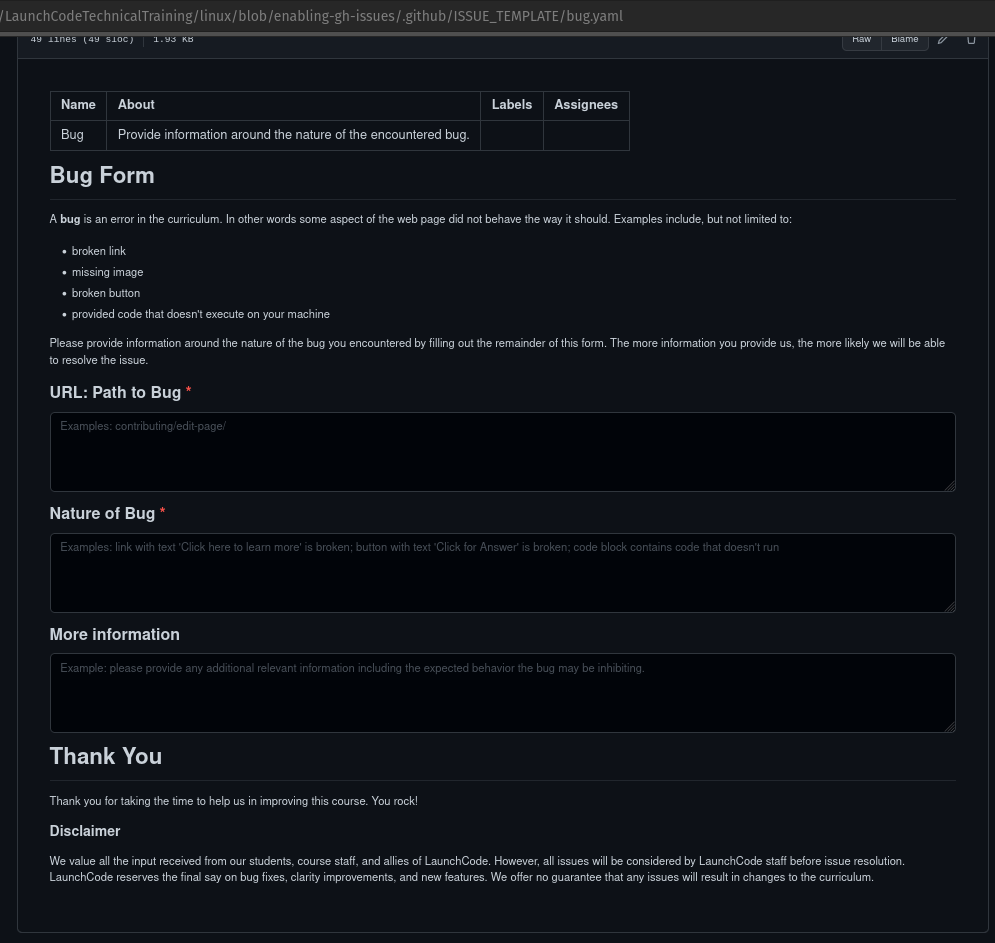 /LaunchCodeTechnicalTraining/linux/blob/enabling-gh-issues/.github/ISSUE_TEMPLATE/bug.yaml
49 lines (49 sloc) 1.93 KB Raw Blame
Name About Labels Assignees
Bug Provide information around the nature of the encountered bug.
Bug Form
A bug is an error in the curriculum. In other words some aspect of the web page did not behave the way it should. Examples include, but not limited to:
• broken link
• missing image
• broken button
• provided code that doesn't execute on your machine
Please provide information around the nature of the bug you encountered by filling out the remainder of this form. The more information you provide us, the more likely we will be able
to resolve the issue.
URL: Path to Bug *
Examples: contributing/edit-page/
Nature of Bug *
Examples: link with text 'Click here to learn more' is broken; button with text 'Click for Answer' is broken; code block contains code that doesn't run
More information
Example: please provide any additional relevant information including the expected behavior the bug may be inhibiting.
Thank You
Thank you for taking the time to help us in improving this course. You rock!
Disclaimer
We value all the input received from our students, course staff, and allies of LaunchCode. However, all issues will be considered by LaunchCode staff before issue resolution.
LaunchCode reserves the final say on bug fixes, clarity improvements, and new features. We offer no guarantee that any issues will result in changes to the curriculum.